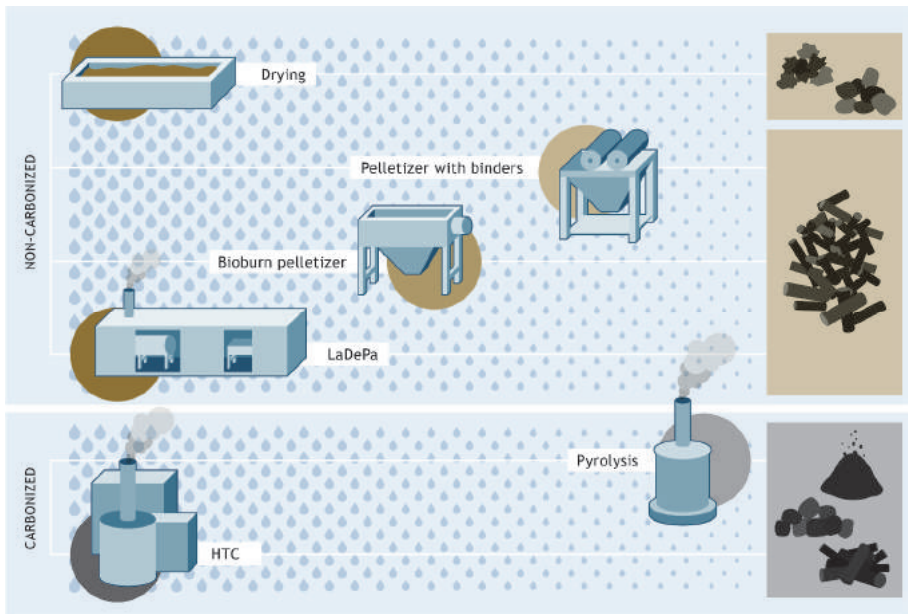 NON-CARBONIZED
Drying
Pelletizer with binders
Bioburn pelletizer
LaDePa
CARBONIZED
Pyrolysis
HTC